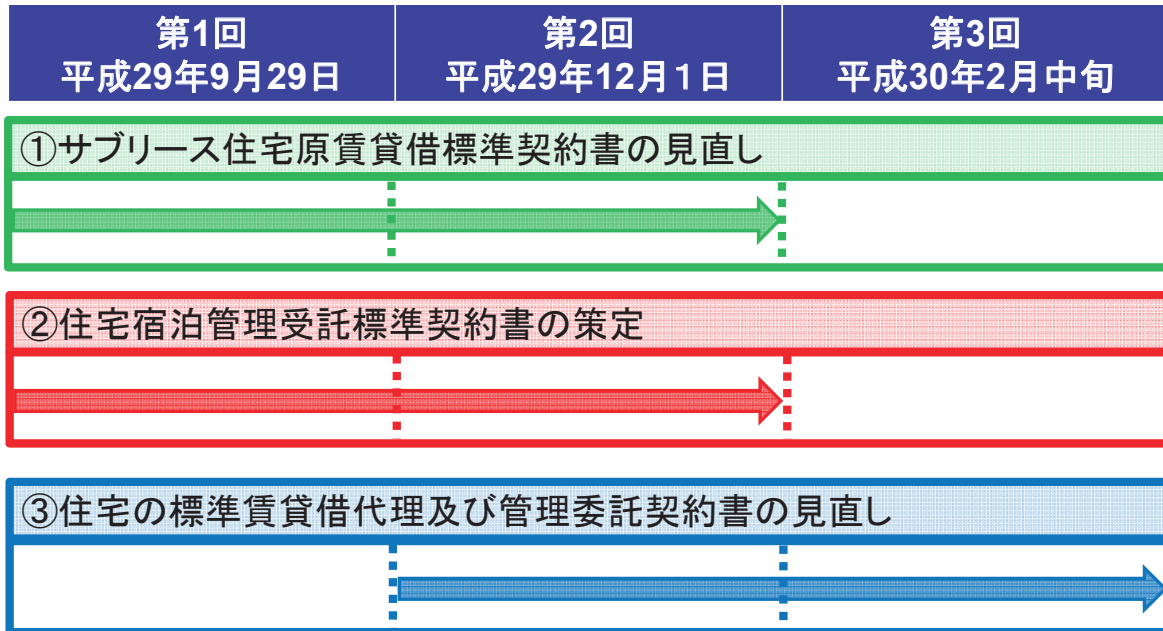 第1回
平成29年9月29日
第2回
平成29年12月１日
第3回
平成30年2月中旬
①サブリース住宅原賃貸借標準契約書の見直し
②住宅宿泊管理受託標準契約書の策定
③住宅の標準賃貸借代理及び管理委託契約書の見直し